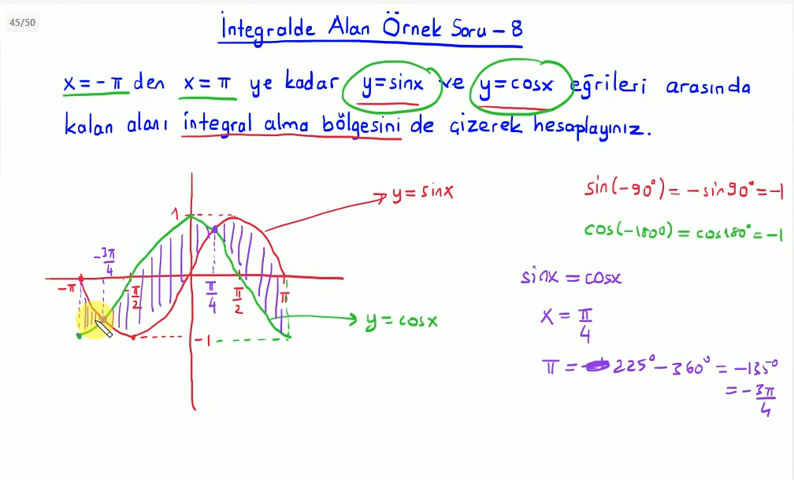 45/50
İntegralde Alan Örnek Soru - 8
x = -π den x = π ye kadar y=sinx ve y=cosx eğrileri arasında
kalan alanı integral alma bölgesini de çizerek hesaplayınız.
sin(-90°) = -sin90° = -1
y = sinx
1
cos(-180°) = cos180° = -1
-3π/4
sinx = cosx
-π
-π/2
π/4
π/2
π
x = π/4
y = cosx
-1
π = 225° - 360° = -135°
= -3π/4